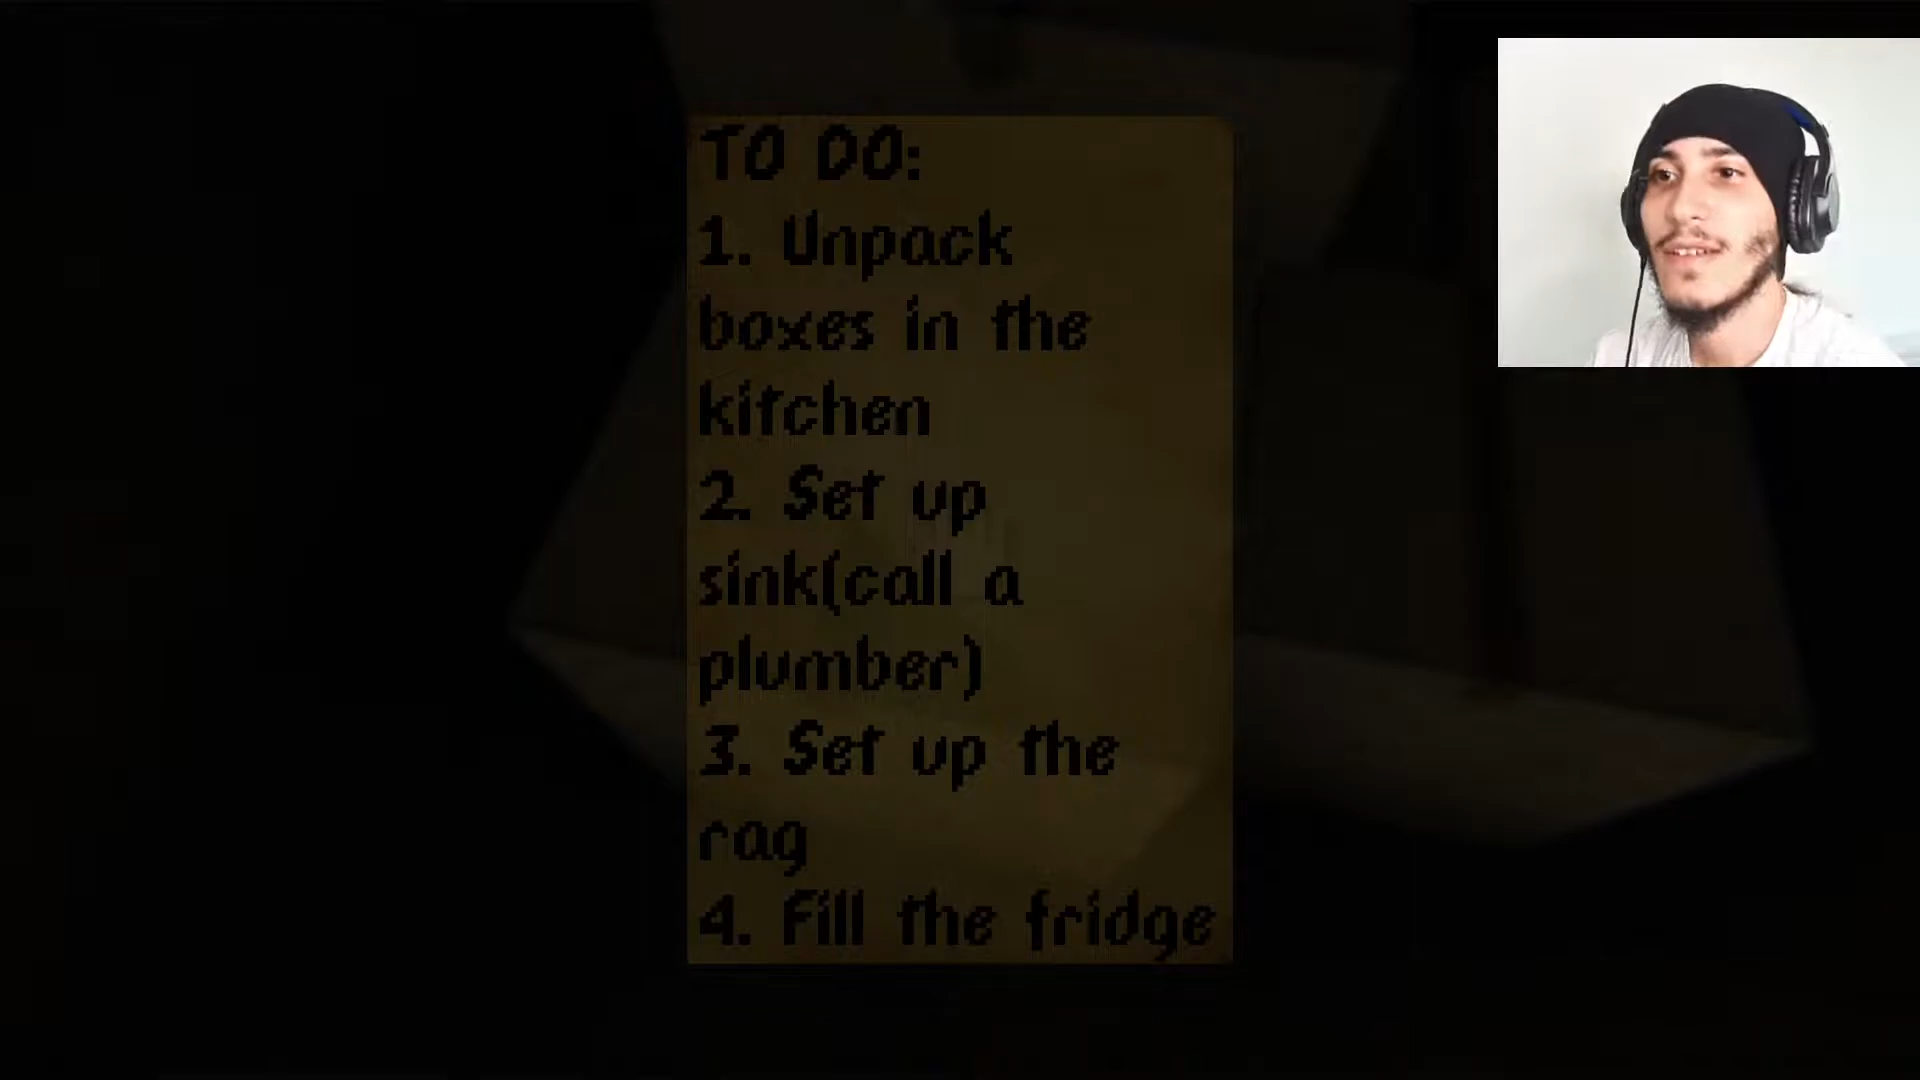 TO DO:
1. Unpack
boxes in the
kitchen
2. Set up
sink(call a
plumber)
3. Set up the
rag
4. Fill the fridge